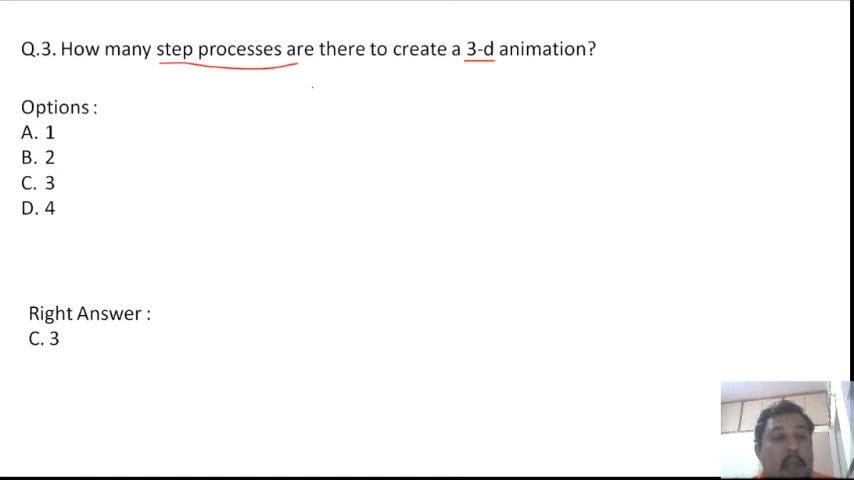 Q.3. How many step processes are there to create a 3-d animation?
Options :
A. 1
B. 2
C. 3
D. 4
Right Answer :
C. 3